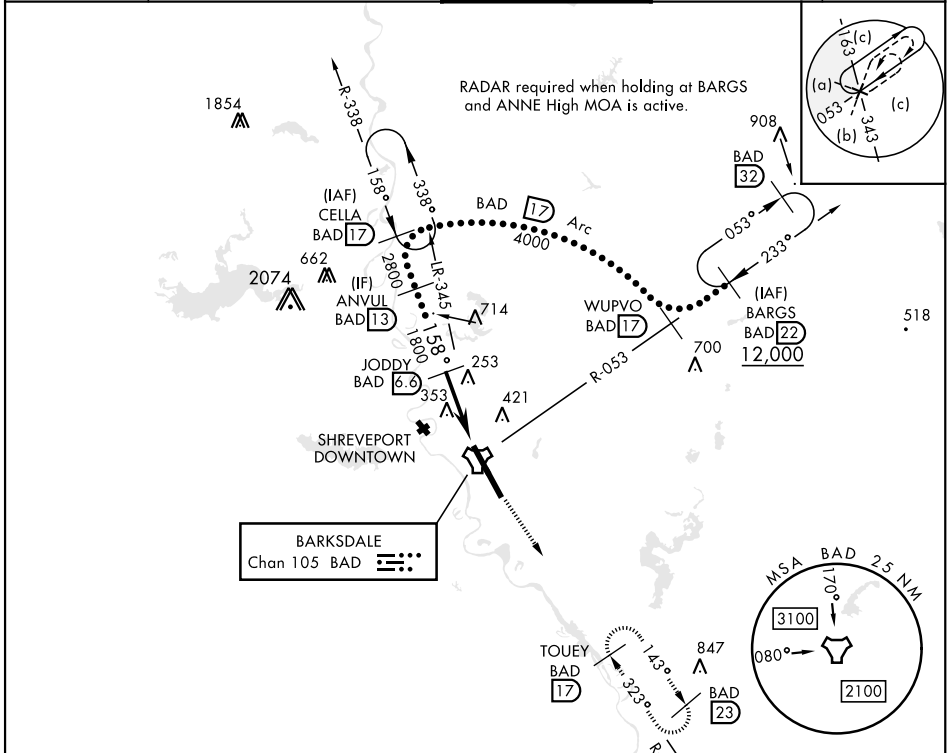 RADAR required when holding at BARGS
and ANNE High MOA is active.
1854
R-338
158°
338°
(IAF)
CELLA
BAD 17
BAD 17 Arc
4000
908
BAD
32
053°
233°
(IAF)
BARGS
BAD 22
12,000
518
163
(c)
(a)
053
(b)
343
(c)
2074
662
2800
LR-345
(IF)
ANVUL
BAD 13
714
158°
1800
WUPVO
BAD 17
700
R-053
JODDY
BAD 6.6
253
353
421
SHREVEPORT
DOWNTOWN
BARKSDALE
Chan 105 BAD
TOUEY
BAD
17
143°
323°
847
BAD
23
R
MSA BAD 25 NM
170°
3100
080°
2100